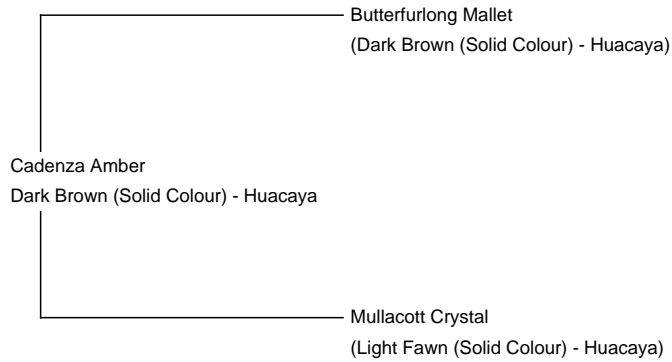 Butterfurlong Mallet
(Dark Brown (Solid Colour) - Huacaya)
Cadenza Amber
Dark Brown (Solid Colour) - Huacaya
Mullacott Crystal
(Light Fawn (Solid Colour) - Huacaya)